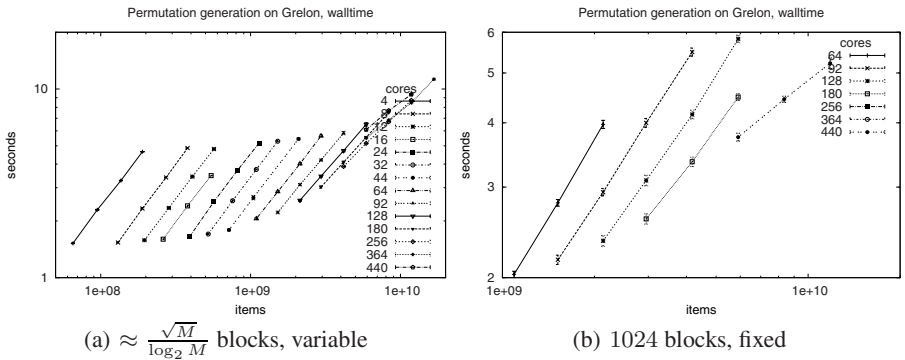 Permutation generation on Grelon, walltime
seconds
10
1
1e+08
1e+09
1e+10
items
cores
4
8
12
16
24
32
44
64
92
128
180
256
364
440
(a) ≈ √M / log₂ M blocks, variable
Permutation generation on Grelon, walltime
seconds
6
5
4
3
2
1e+09
1e+10
items
cores
64
92
128
180
256
364
440
(b) 1024 blocks, fixed